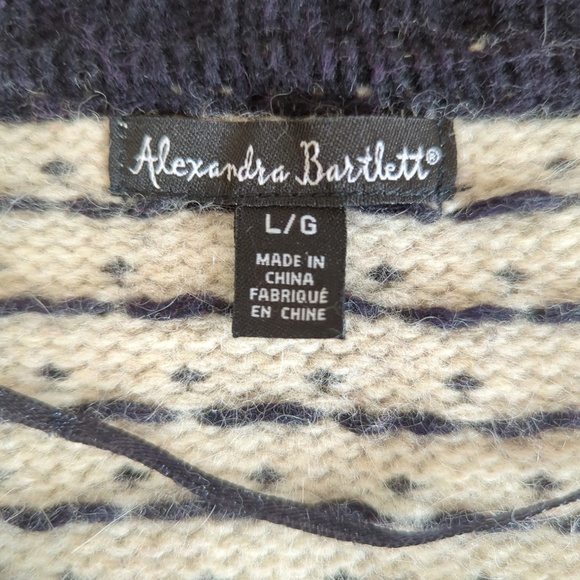 Alexandra Bartlett®
L/G
MADE IN
CHINA
FABRIQUÉ
EN CHINE